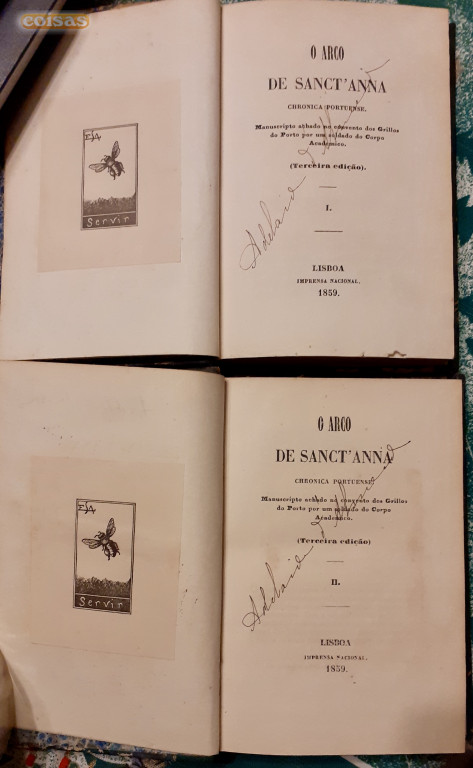 coisas
Servir
O ARCO
DE SANCT'ANNA
CHRONICA PORTUENSE.
Manuscripto achado no convento dos Grillos
do Porto por um soldado do Corpo
Academico.
(Terceira edição).
I.
LISBOA
IMPRENSA NACIONAL.
1859.
Adelaide d'
Servir
O ARCO
DE SANCT'ANNA
CHRONICA PORTUENSE
Manuscripto achado no convento dos Grillos
do Porto por um soldado do Corpo
Academico.
(Terceira edição)
II.
LISBOA
IMPRENSA NACIONAL.
1859.
Adelaide d'